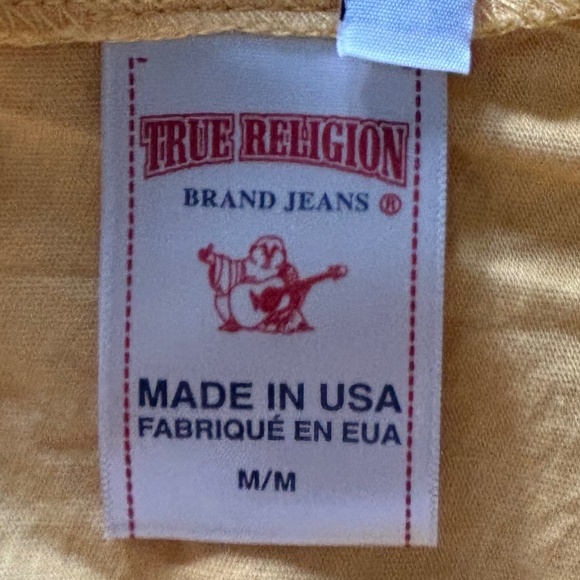 TRUE RELIGION
BRAND JEANS ®
MADE IN USA
FABRIQUÉ EN EUA
M/M